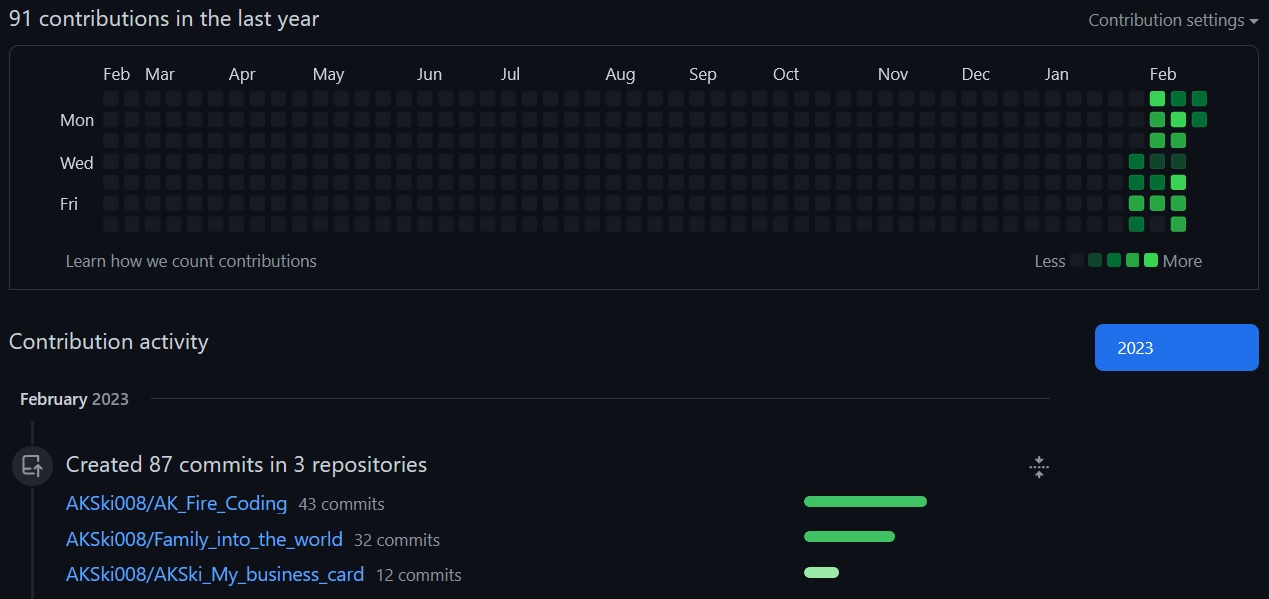 91 contributions in the last year
Contribution settings
Feb Mar Apr May Jun Jul Aug Sep Oct Nov Dec Jan Feb
Mon
Wed
Fri
Learn how we count contributions
Less More
Contribution activity
2023
February 2023
Created 87 commits in 3 repositories
AKSki008/AK_Fire_Coding 43 commits
AKSki008/Family_into_the_world 32 commits
AKSki008/AKSki_My_business_card 12 commits